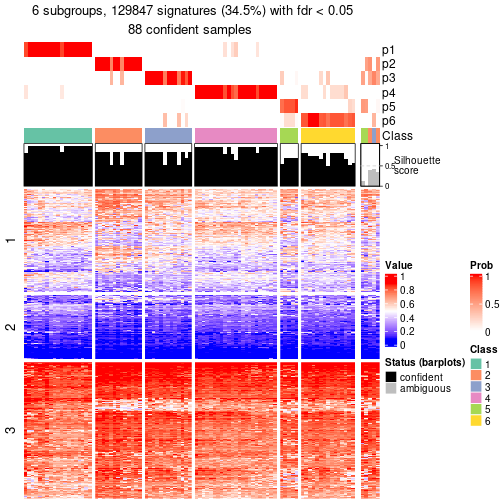 6 subgroups, 129847 signatures (34.5%) with fdr < 0.05
88 confident samples
p1
p2
p3
p4
p5
p6
Class
1
0.5
0
Silhouette
score
1
2
3
Value
1
0.8
0.6
0.4
0.2
0
Prob
1
0.5
0
Status (barplots)
confident
ambiguous
Class
1
2
3
4
5
6